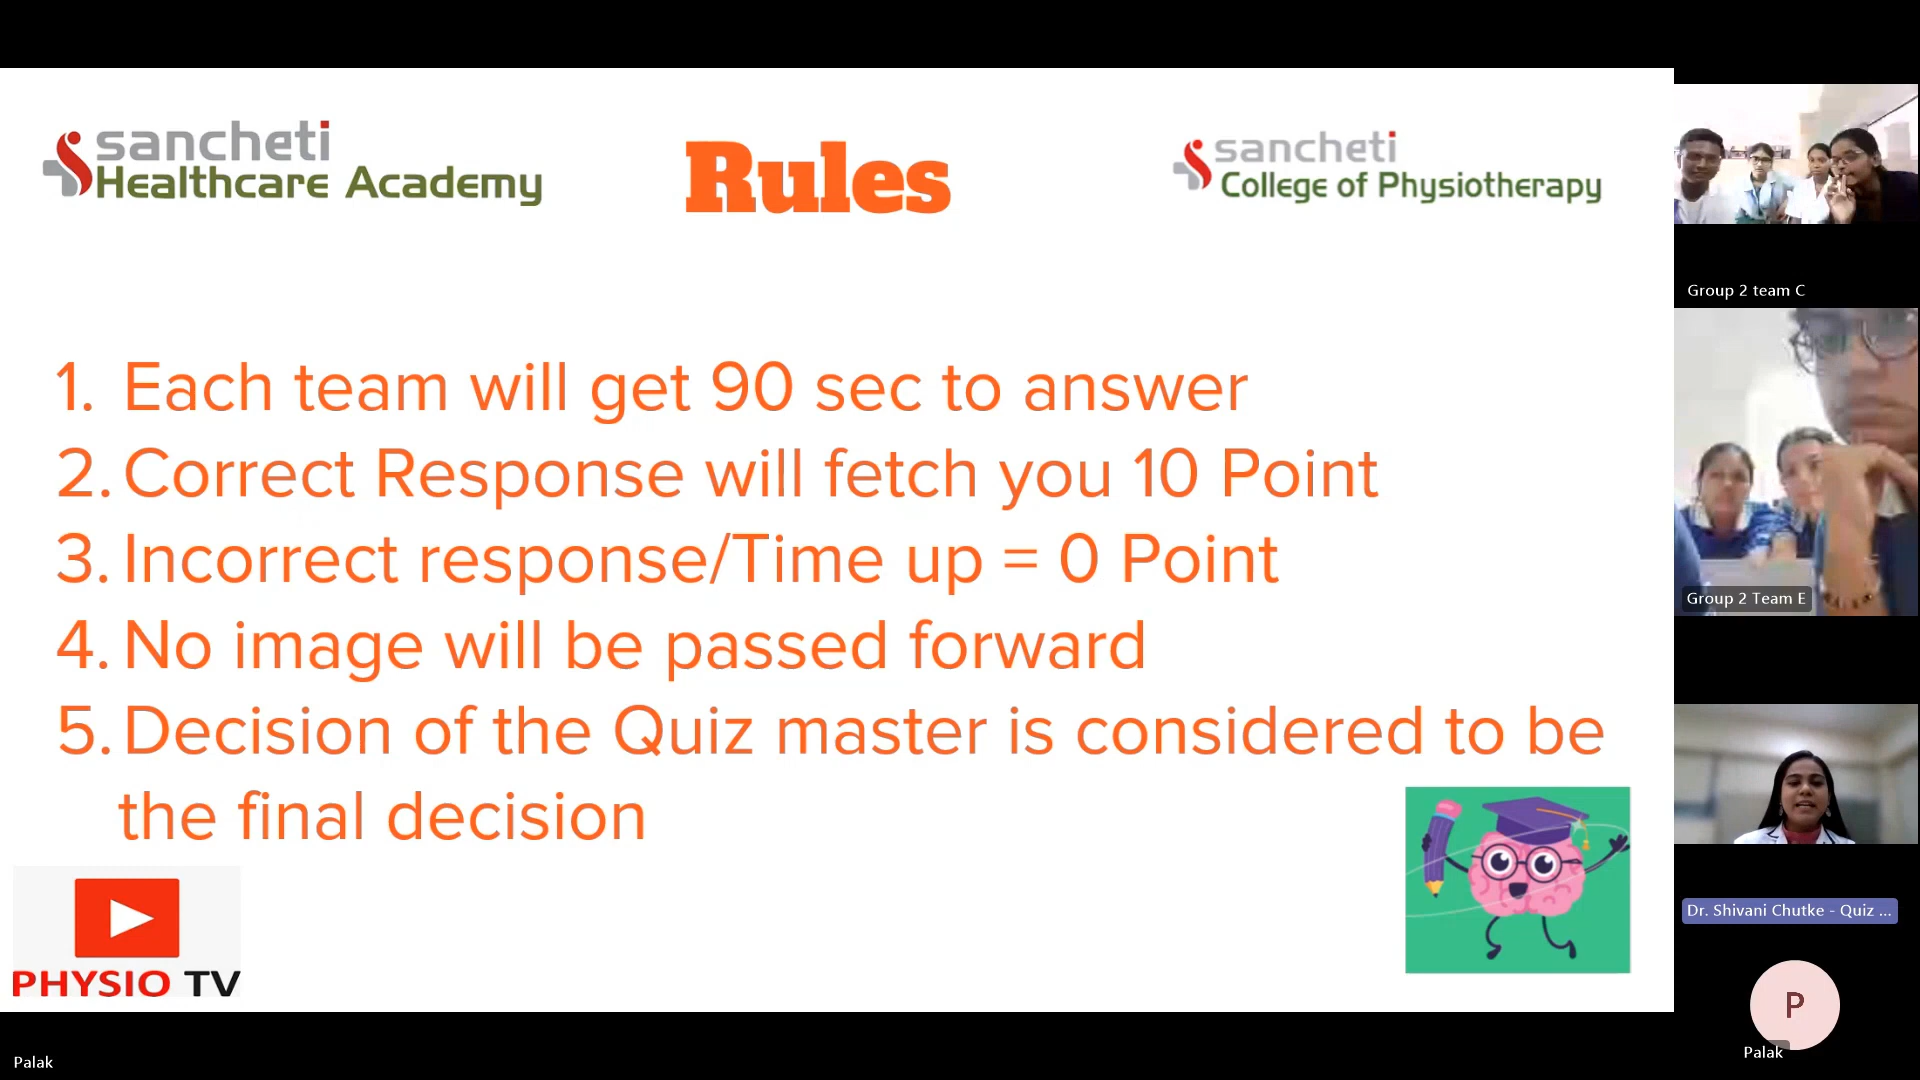 sancheti
Healthcare Academy
Rules
sancheti
College of Physiotherapy
1. Each team will get 90 sec to answer
2. Correct Response will fetch you 10 Point
3. Incorrect response/Time up = 0 Point
4. No image will be passed forward
5. Decision of the Quiz master is considered to be
the final decision
PHYSIO TV
Palak
Group 2 team C
Group 2 Team E
Dr. Shivani Chutke - Quiz ...
P
Palak